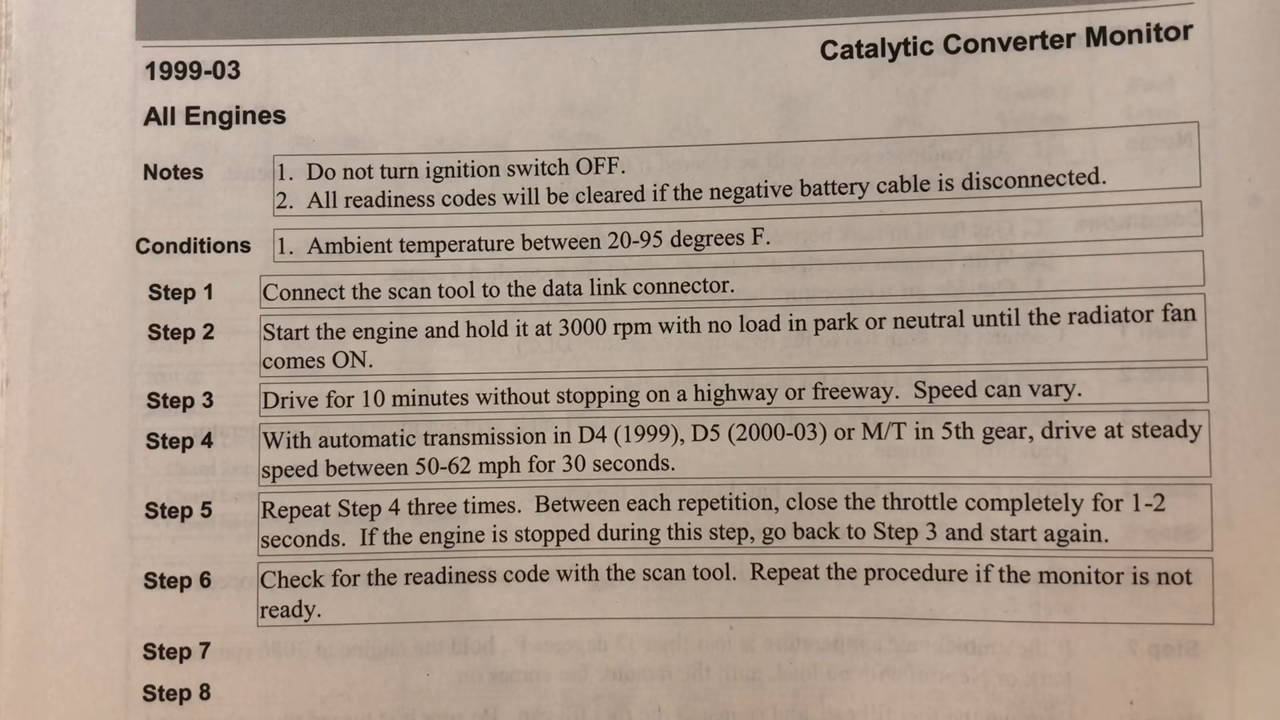 Catalytic Converter Monitor
1999-03
All Engines
Notes
1. Do not turn ignition switch OFF.
2. All readiness codes will be cleared if the negative battery cable is disconnected.
Conditions
1. Ambient temperature between 20-95 degrees F.
Step 1
Connect the scan tool to the data link connector.
Step 2
Start the engine and hold it at 3000 rpm with no load in park or neutral until the radiator fan
comes ON.
Step 3
Drive for 10 minutes without stopping on a highway or freeway. Speed can vary.
Step 4
With automatic transmission in D4 (1999), D5 (2000-03) or M/T in 5th gear, drive at steady
speed between 50-62 mph for 30 seconds.
Step 5
Repeat Step 4 three times. Between each repetition, close the throttle completely for 1-2
seconds. If the engine is stopped during this step, go back to Step 3 and start again.
Step 6
Check for the readiness code with the scan tool. Repeat the procedure if the monitor is not
ready.
Step 7
Step 8